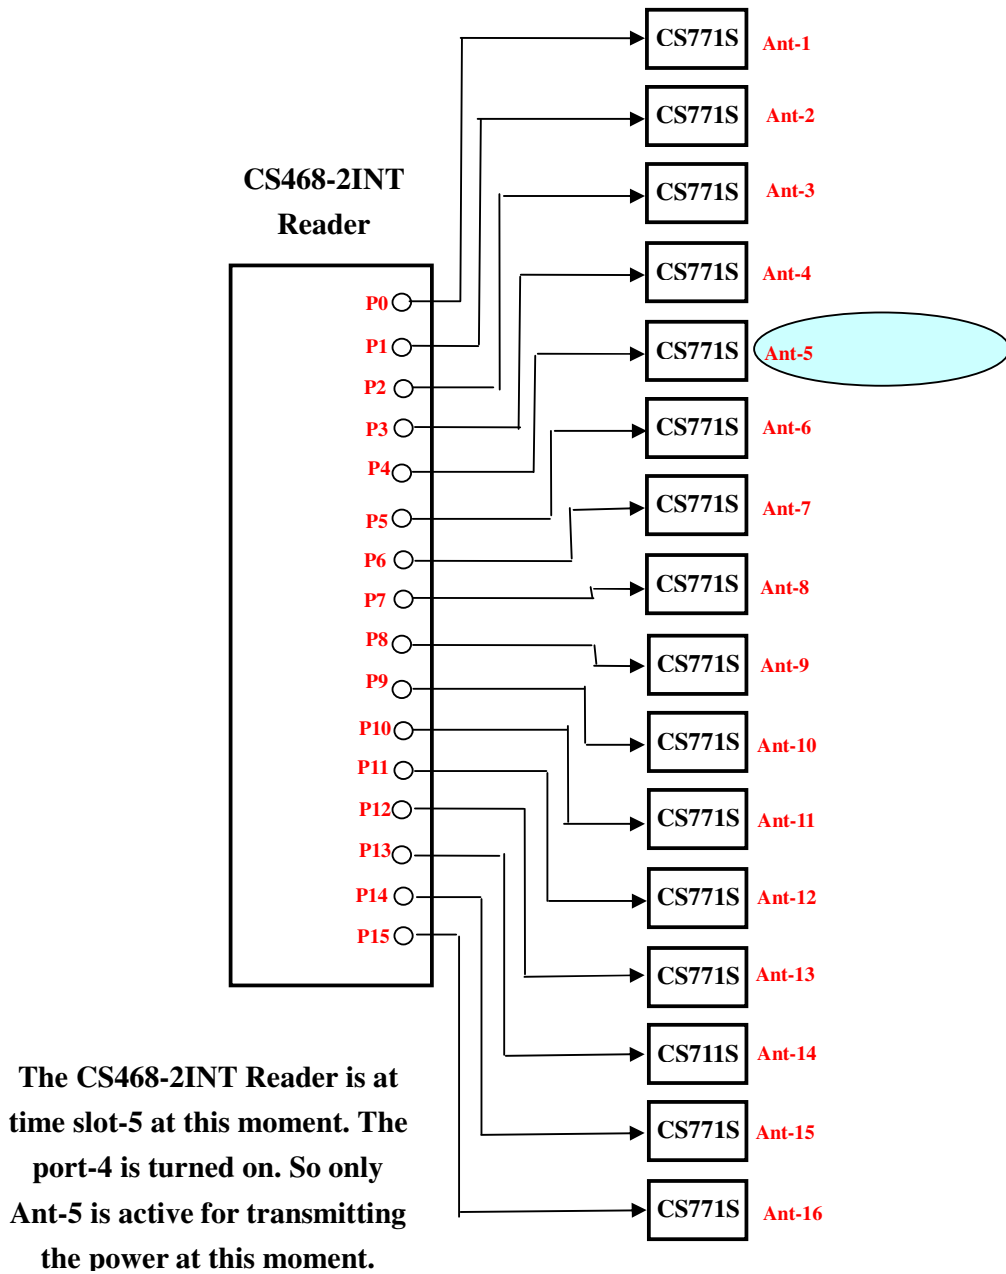 CS771S Ant-1
CS771S Ant-2
CS468-2INT
Reader
CS771S Ant-3
CS771S Ant-4
P0
P1
CS771S Ant-5
P2
P3
CS771S Ant-6
P4
P5
CS771S Ant-7
P6
P7
CS771S Ant-8
P8
CS771S Ant-9
P9
P10
CS771S Ant-10
P11
P12
CS771S Ant-11
P13
P14
CS771S Ant-12
P15
CS771S Ant-13
CS711S Ant-14
CS771S Ant-15
CS771S Ant-16
The CS468-2INT Reader is at
time slot-5 at this moment. The
port-4 is turned on. So only
Ant-5 is active for transmitting
the power at this moment.